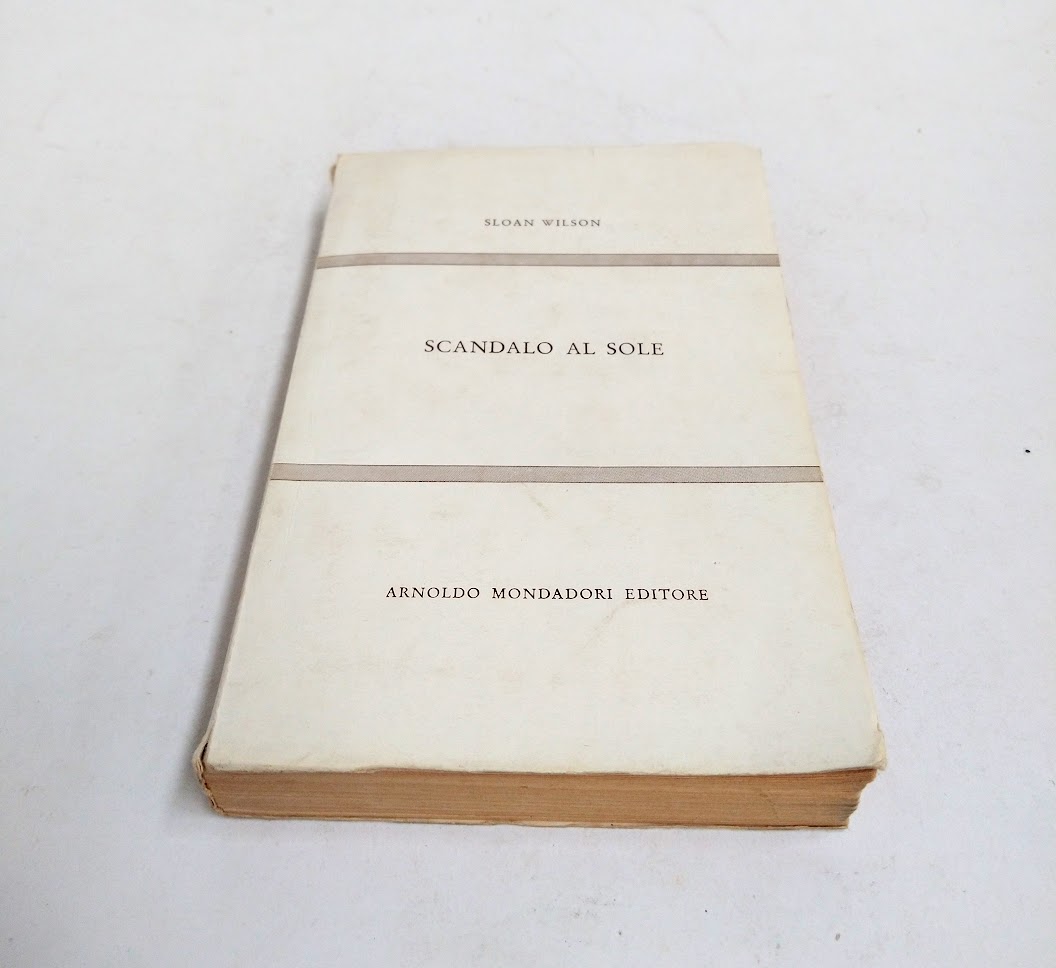 SLOAN WILSON
SCANDALO AL SOLE
ARNOLDO MONDADORI EDITORE